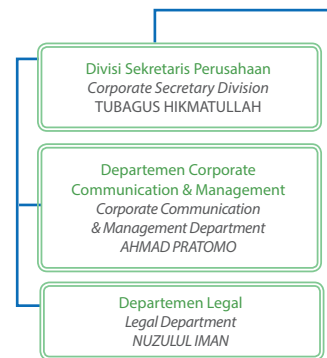 Divisi Sekretaris Perusahaan
Corporate Secretary Division
TUBAGUS HIKMATULLAH
Departemen Corporate
Communication & Management
Corporate Communication
& Management Department
AHMAD PRATOMO
Departemen Legal
Legal Department
NUZULUL IMAN